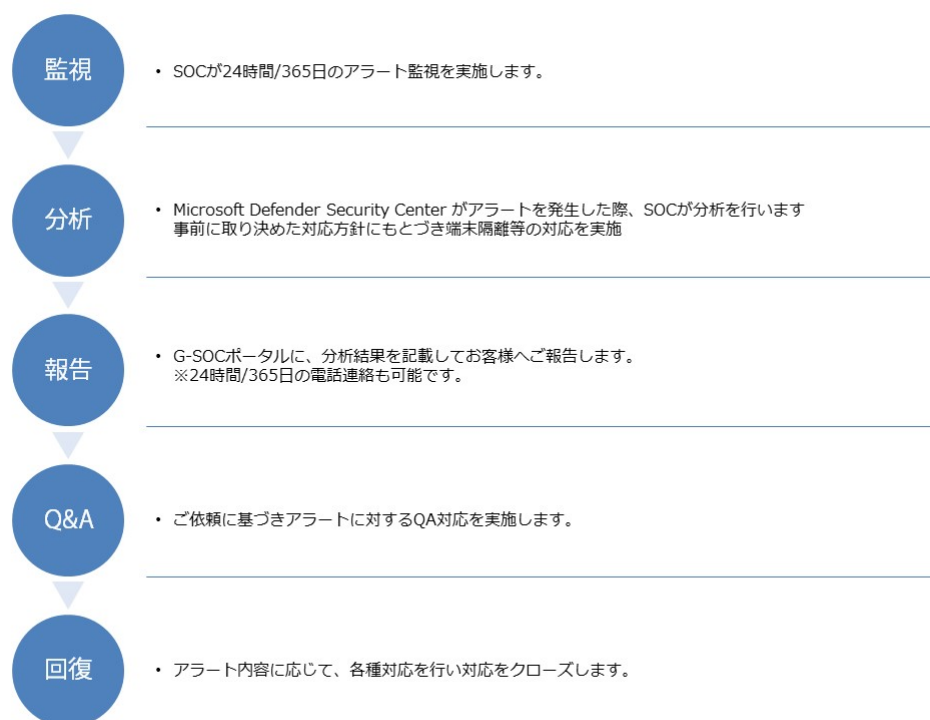 監視
• SOCが24時間/365日のアラート監視を実施します。
分析
• Microsoft Defender Security Center がアラートを発生した際、SOCが分析を行います
事前に取り決めた対応方針にもとづき端末隔離等の対応を実施
報告
• G-SOCポータルに、分析結果を記載してお客様へご報告します。
※24時間/365日の電話連絡も可能です。
Q&A
• ご依頼に基づきアラートに対するQA対応を実施します。
回復
• アラート内容に応じて、各種対応を行い対応をクローズします。